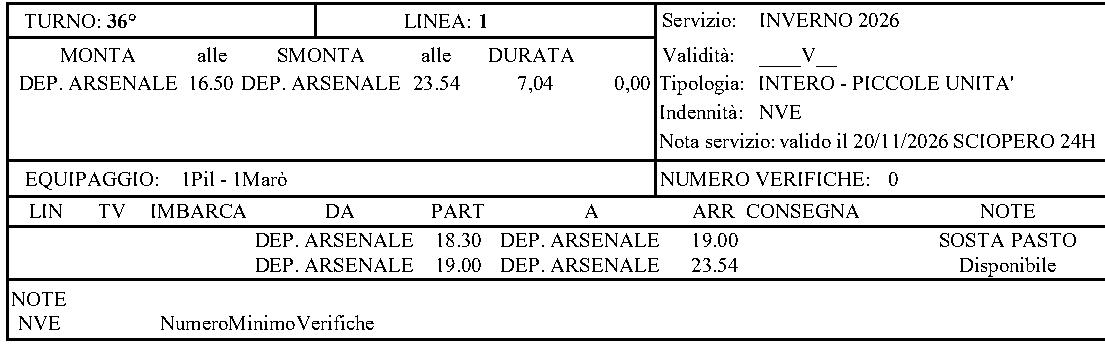 TURNO: 36° LINEA: 1 Servizio: INVERNO 2026
MONTA alle SMONTA alle DURATA Validità: ____V__
DEP. ARSENALE 16.50 DEP. ARSENALE 23.54 7,04 0,00 Tipologia: INTERO - PICCOLE UNITA'
Indennità: NVE
Nota servizio: valido il 20/11/2026 SCIOPERO 24H
EQUIPAGGIO: 1Pil - 1Marò NUMERO VERIFICHE: 0
LIN TV IMBARCA DA PART A ARR CONSEGNA NOTE
DEP. ARSENALE 18.30 DEP. ARSENALE 19.00 SOSTA PASTO
DEP. ARSENALE 19.00 DEP. ARSENALE 23.54 Disponibile
NOTE
NVE NumeroMinimoVerifiche